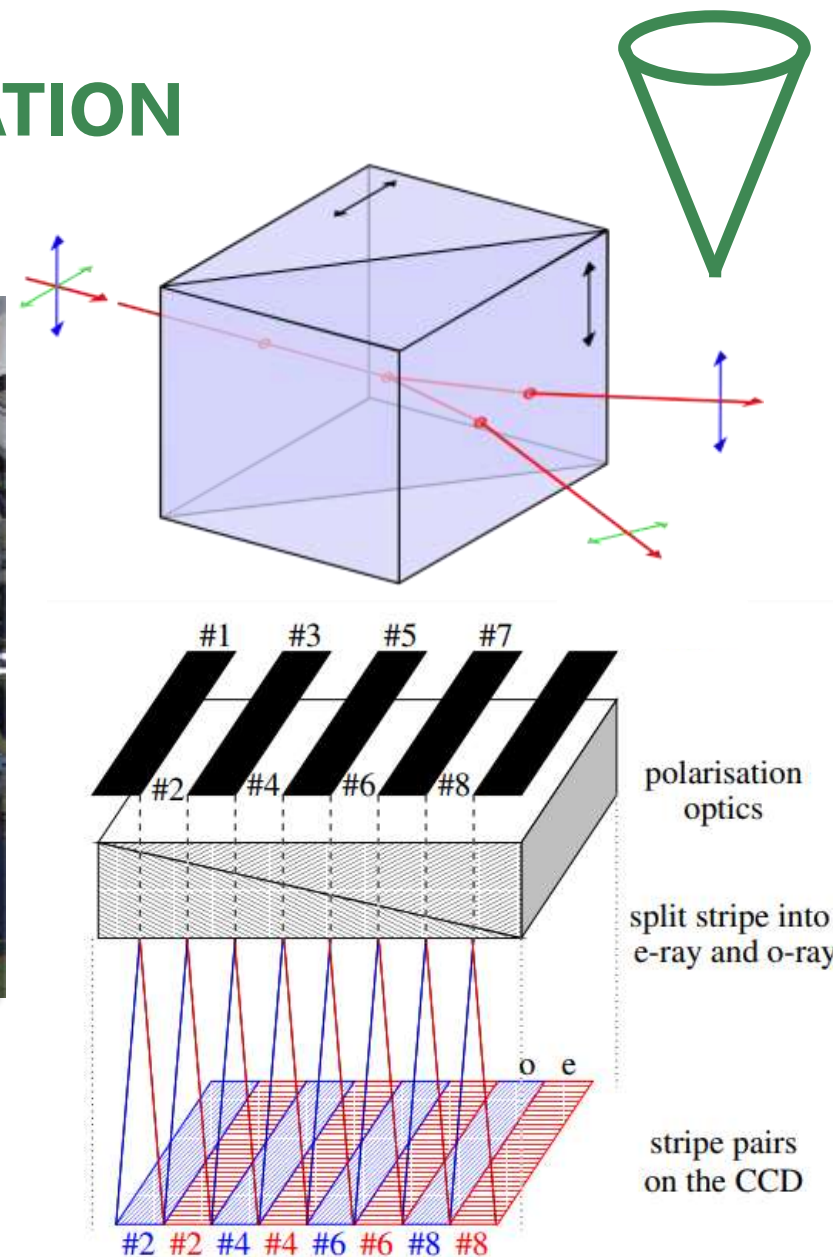 ATION
#1 #3 #5 #7
#2 #4 #6 #8
polarisation
optics
split stripe into
e-ray and o-ray
o e
stripe pairs
on the CCD
#2 #2 #4 #4 #6 #6 #8 #8